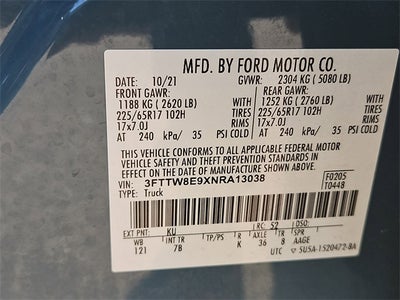 MFD. BY FORD MOTOR CO.
DATE: 10/21 GVWR: 2304 KG (5080 LB)
FRONT GAWR: REAR GAWR:
1188 KG (2620 LB) WITH 1252 KG (2760 LB) WITH
225/65R17 102H TIRES 225/65R17 102H TIRES
17x7.0J RIMS 17x7.0J RIMS
AT 240 kPa/ 35 PSI COLD AT 240 kPa/ 35 PSI COLD
THIS VEHICLE CONFORMS TO ALL APPLICABLE FEDERAL MOTOR
VEHICLE SAFETY AND THEFT PREVENTION STANDARDS IN
EFFECT ON THE DATE OF MANUFACTURE SHOWN ABOVE.
VIN: 3FTTW8E9XNRA13038 F0205
TYPE: Truck T0448
EXT PNT: KU RC: 52 DSO:
WB INT TR TP/PS R AXLE TR S
121 7B K 36 8 AAGE
UTC 5U5A-1520472-BA